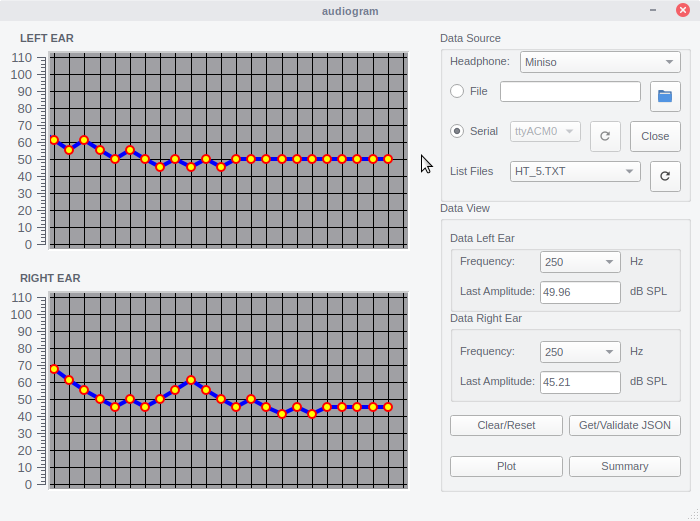 audiogram
LEFT EAR
110
100
90
80
70
60
50
40
30
20
10
0
RIGHT EAR
110
100
90
80
70
60
50
40
30
20
10
0
Data Source
Headphone: Miniso
File
Serial ttyACM0 Close
List Files HT_5.TXT
Data View
Data Left Ear
Frequency: 250 Hz
Last Amplitude: 49.96 dB SPL
Data Right Ear
Frequency: 250 Hz
Last Amplitude: 45.21 dB SPL
Clear/Reset Get/Validate JSON
Plot Summary